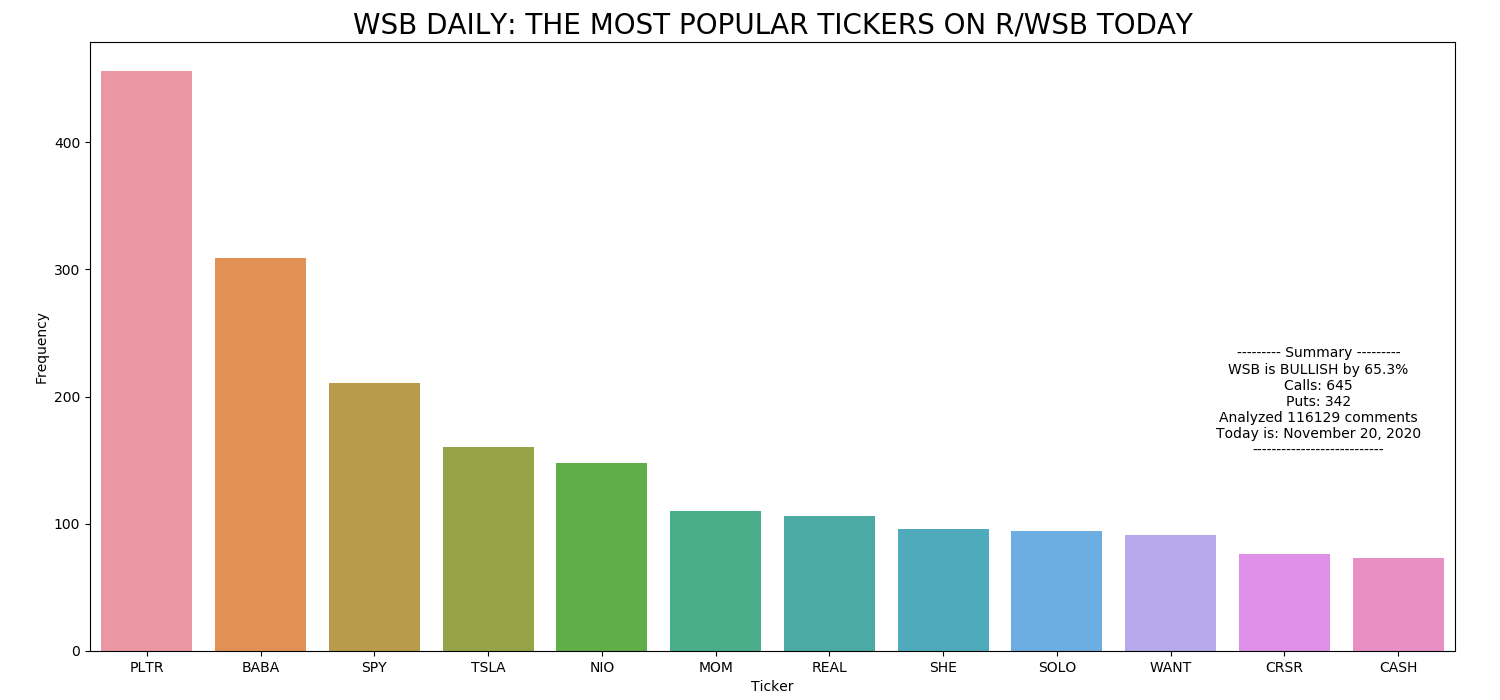 WSB DAILY: THE MOST POPULAR TICKERS ON R/WSB TODAY
Frequency
400
300
200
100
0
--------- Summary ---------
WSB is BULLISH by 65.3%
Calls: 645
Puts: 342
Analyzed 116129 comments
Today is: November 20, 2020
---------------------------
PLTR BABA SPY TSLA NIO MOM REAL SHE SOLO WANT CRSR CASH
Ticker